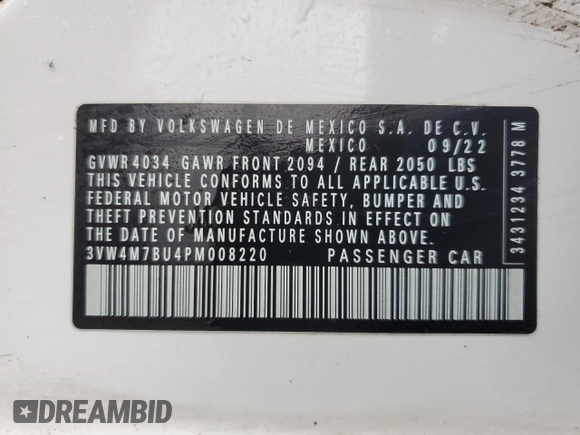 MFD BY VOLKSWAGEN DE MEXICO S.A. DE C.V.
MEXICO 09/22
GVWR 4034 GAWR FRONT 2094 / REAR 2050 LBS
THIS VEHICLE CONFORMS TO ALL APPLICABLE U.S.
FEDERAL MOTOR VEHICLE SAFETY, BUMPER AND
THEFT PREVENTION STANDARDS IN EFFECT ON
THE DATE OF MANUFACTURE SHOWN ABOVE.
3VW4M7BU4PM008220 PASSENGER CAR
3431234 3778 M
DREAMBID